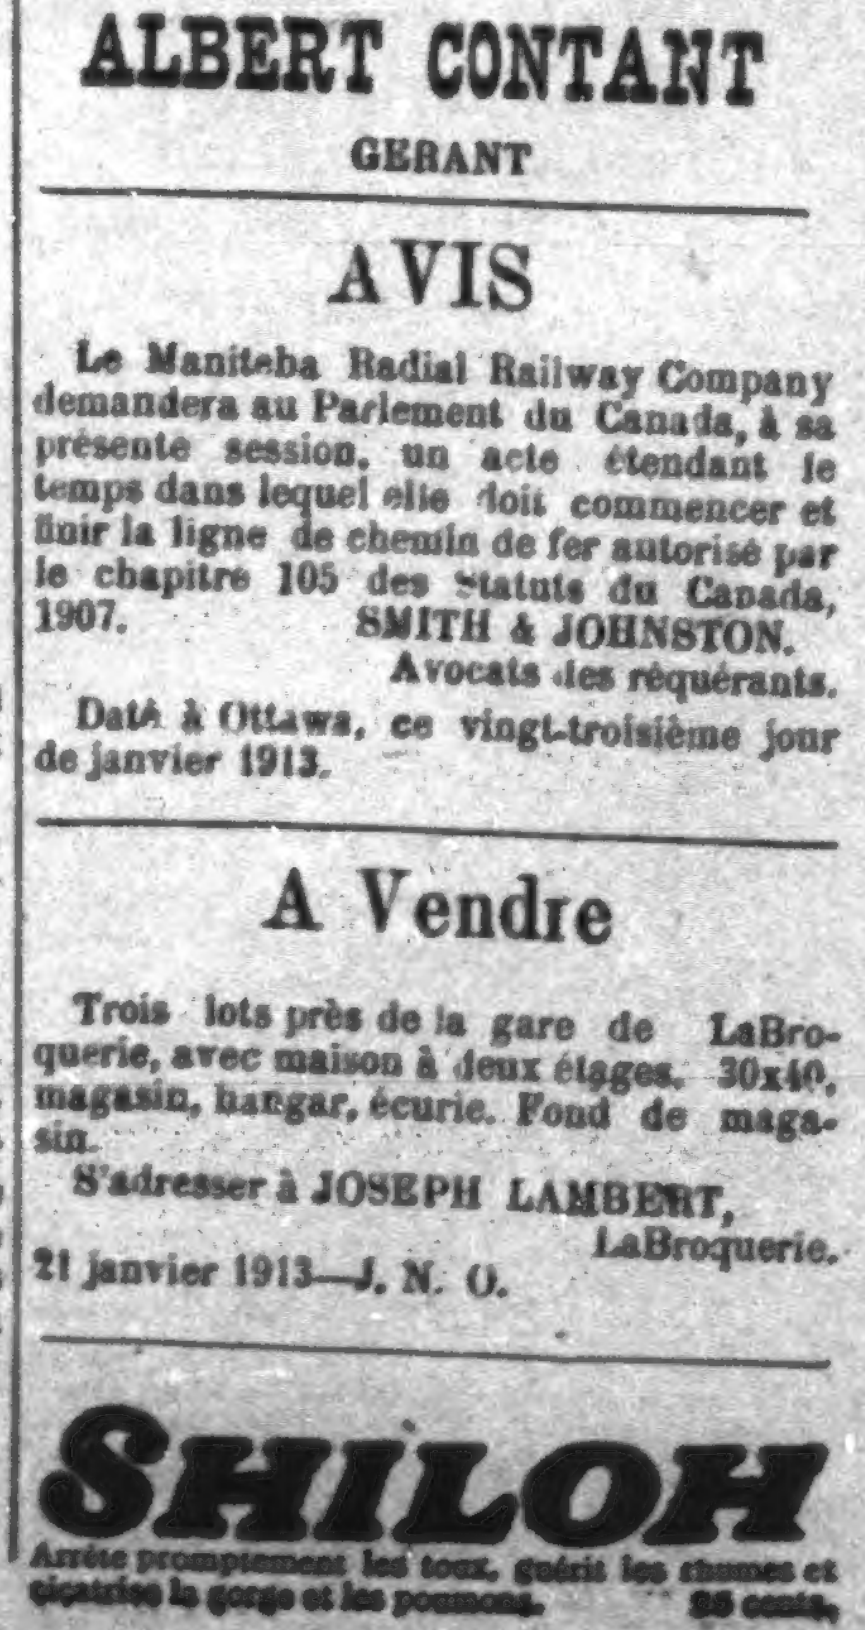 ALBERT CONTANT
GERANT
AVIS
Le Manitoba Radial Railway Company
demandera au Parlement du Canada, à sa
présente session, un acte étendant le
temps dans lequel elle doit commencer et
finir la ligne de chemin de fer autorisé par
le chapitre 105 des Statuts du Canada,
1907. SMITH & JOHNSTON.
Avocats des réquérants.
Daté à Ottawa, ce vingt-troisième jour
de janvier 1913.
A Vendre
Trois lots près de la gare de LaBro-
querie, avec maison à deux étages, 30x40,
magasin, hangar, écurie. Fond de maga-
sin.
S'adresser à JOSEPH LAMBERT,
LaBroquerie.
21 janvier 1913—J. N. O.
SHILOH
Arrête promptement les toux, guérit les rhumes et
cicatrise la gorge et les poumons. 25 cents.